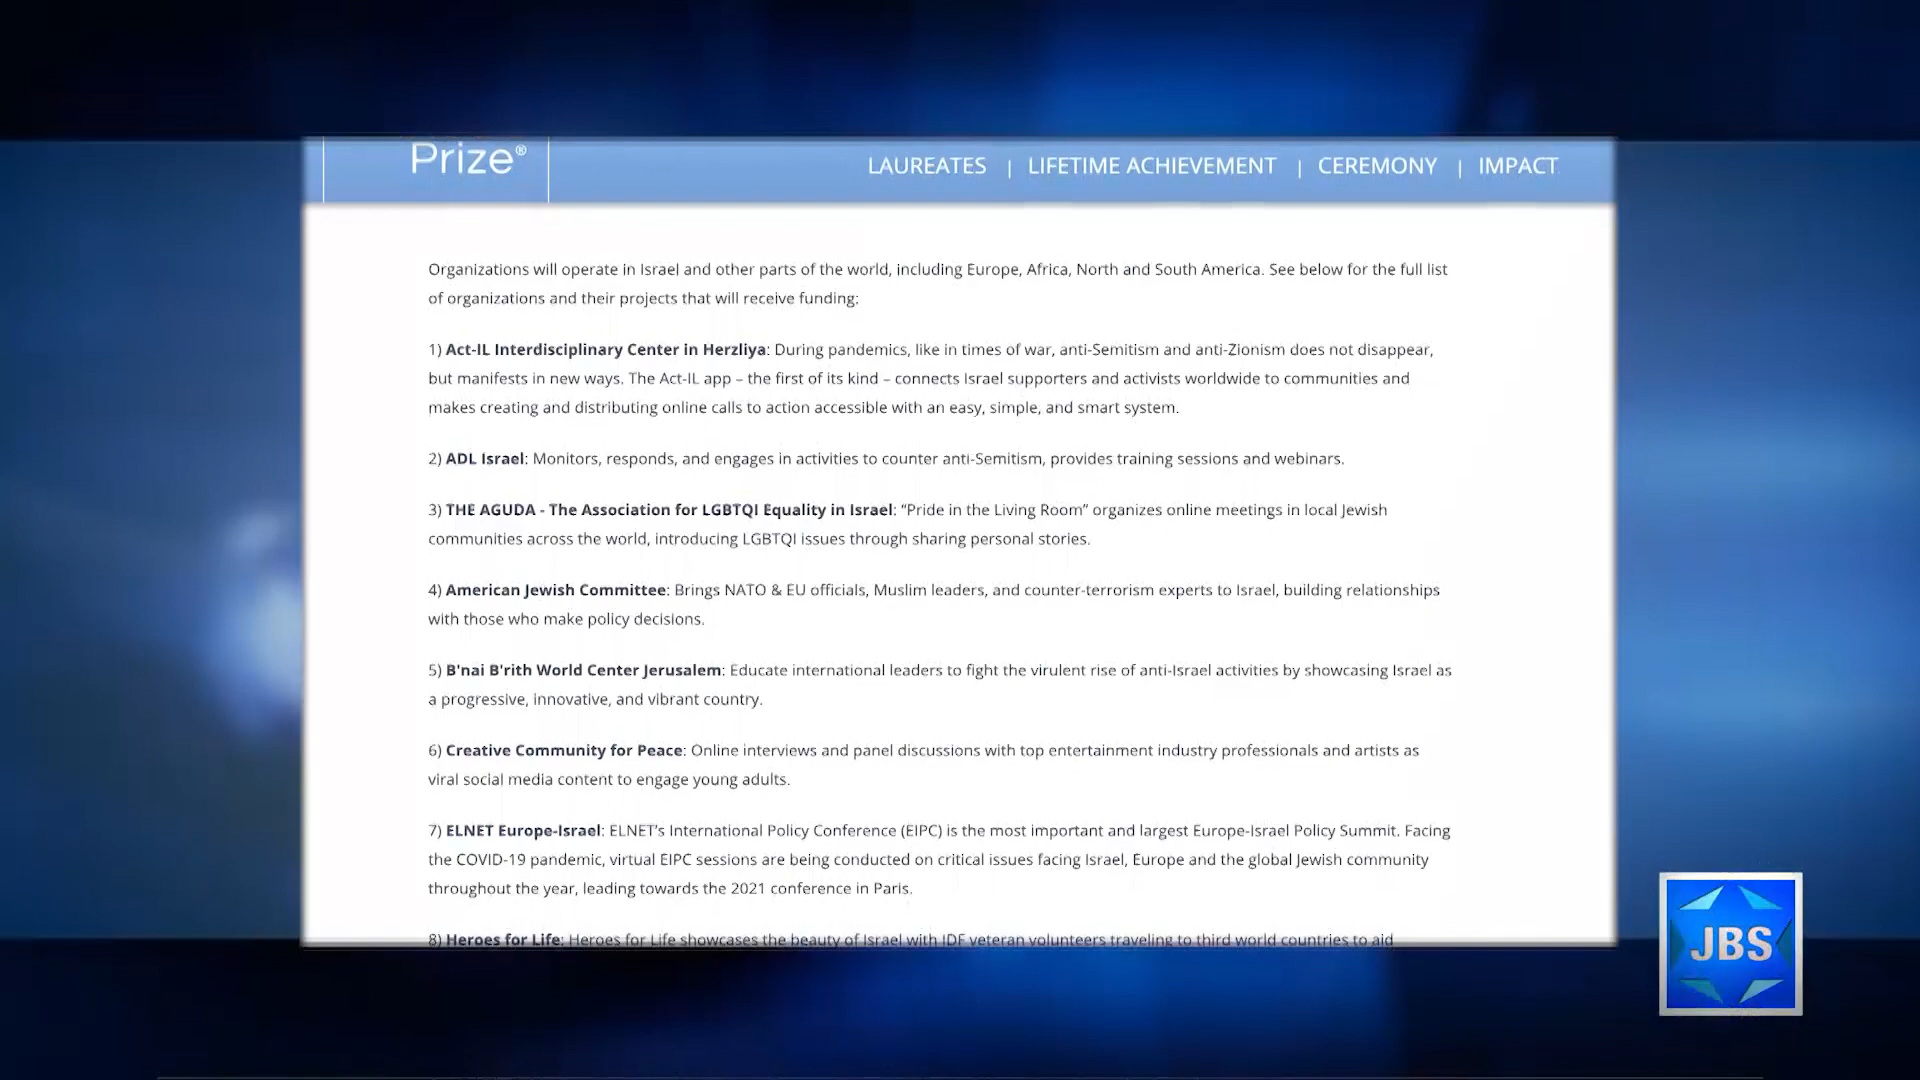 Prize®
LAUREATES | LIFETIME ACHIEVEMENT | CEREMONY | IMPACT
Organizations will operate in Israel and other parts of the world, including Europe, Africa, North and South America. See below for the full list
of organizations and their projects that will receive funding:
1) Act-IL Interdisciplinary Center in Herzliya: During pandemics, like in times of war, anti-Semitism and anti-Zionism does not disappear,
but manifests in new ways. The Act-IL app – the first of its kind – connects Israel supporters and activists worldwide to communities and
makes creating and distributing online calls to action accessible with an easy, simple, and smart system.
2) ADL Israel: Monitors, responds, and engages in activities to counter anti-Semitism, provides training sessions and webinars.
3) THE AGUDA - The Association for LGBTQI Equality in Israel: “Pride in the Living Room” organizes online meetings in local Jewish
communities across the world, introducing LGBTQI issues through sharing personal stories.
4) American Jewish Committee: Brings NATO & EU officials, Muslim leaders, and counter-terrorism experts to Israel, building relationships
with those who make policy decisions.
5) B'nai B'rith World Center Jerusalem: Educate international leaders to fight the virulent rise of anti-Israel activities by showcasing Israel as
a progressive, innovative, and vibrant country.
6) Creative Community for Peace: Online interviews and panel discussions with top entertainment industry professionals and artists as
viral social media content to engage young adults.
7) ELNET Europe-Israel: ELNET’s International Policy Conference (EIPC) is the most important and largest Europe-Israel Policy Summit. Facing
the COVID-19 pandemic, virtual EIPC sessions are being conducted on critical issues facing Israel, Europe and the global Jewish community
throughout the year, leading towards the 2021 conference in Paris.
8) Heroes for Life: Heroes for Life showcases the beauty of Israel with IDF veteran volunteers traveling to third world countries to aid
JBS